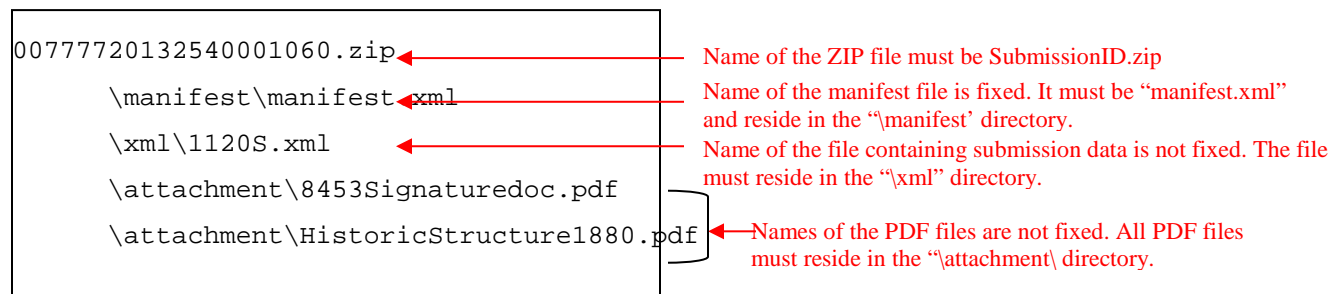 00777720132540001060.zip
Name of the ZIP file must be SubmissionID.zip
\manifest\manifest.xml
Name of the manifest file is fixed. It must be “manifest.xml”
and reside in the “\manifest’ directory.
\xml\1120S.xml
Name of the file containing submission data is not fixed. The file
must reside in the “\xml” directory.
\attachment\8453Signaturedoc.pdf
\attachment\HistoricStructure1880.pdf
Names of the PDF files are not fixed. All PDF files
must reside in the “\attachment\ directory.